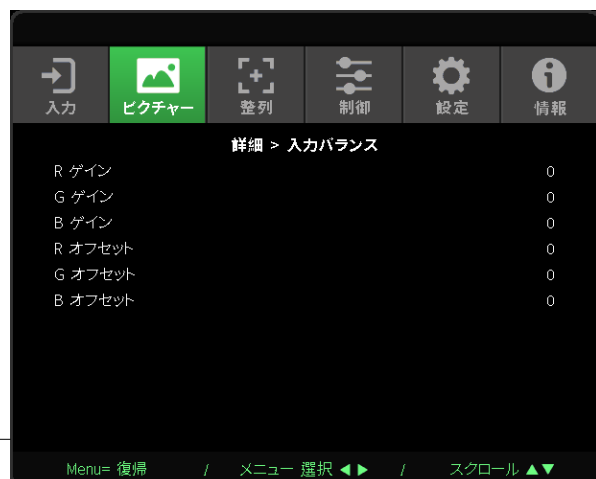 入力 ピクチャー 整列 制御 設定 情報
詳細 > 入力バランス
R ゲイン 0
G ゲイン 0
B ゲイン 0
R オフセット 0
G オフセット 0
B オフセット 0
Menu= 復帰 / メニュー 選択 ◀ ▶ / スクロール ▲▼